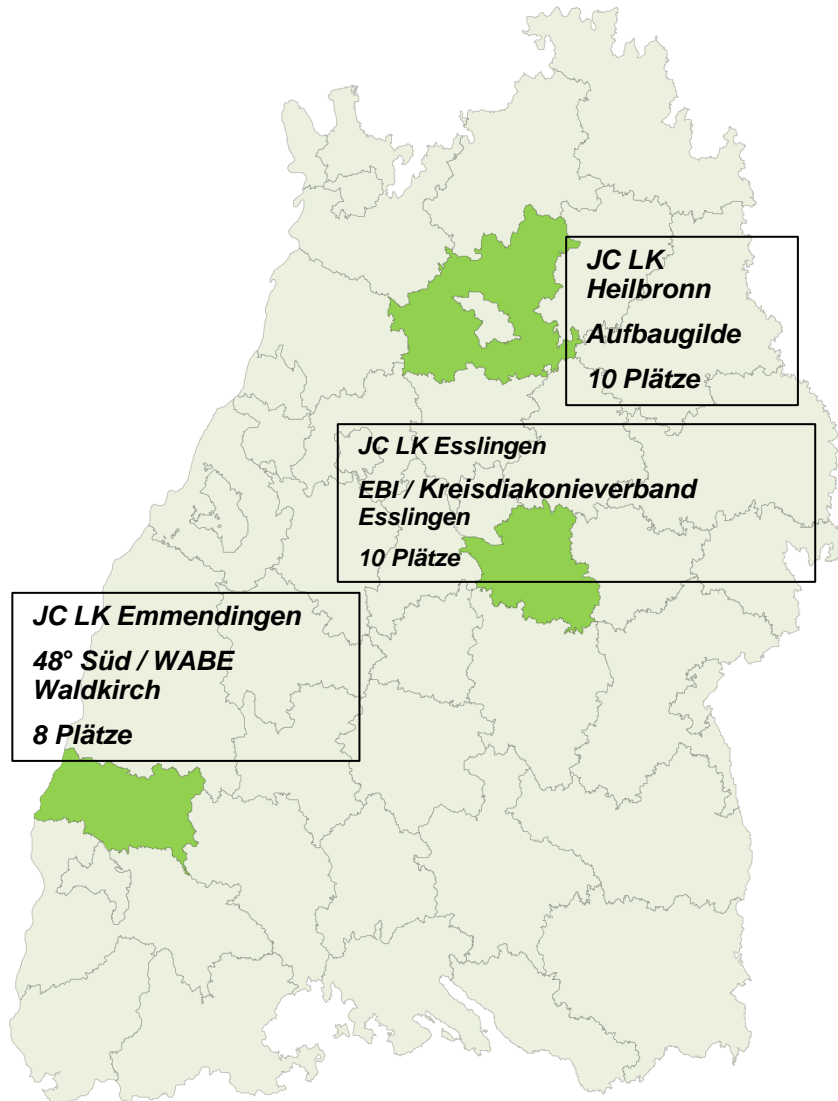 JC LK
Heilbronn
Aufbaugilde
10 Plätze
JC LK Esslingen
EBI / Kreisdiakonieverband
Esslingen
10 Plätze
JC LK Emmendingen
48° Süd / WABE
Waldkirch
8 Plätze